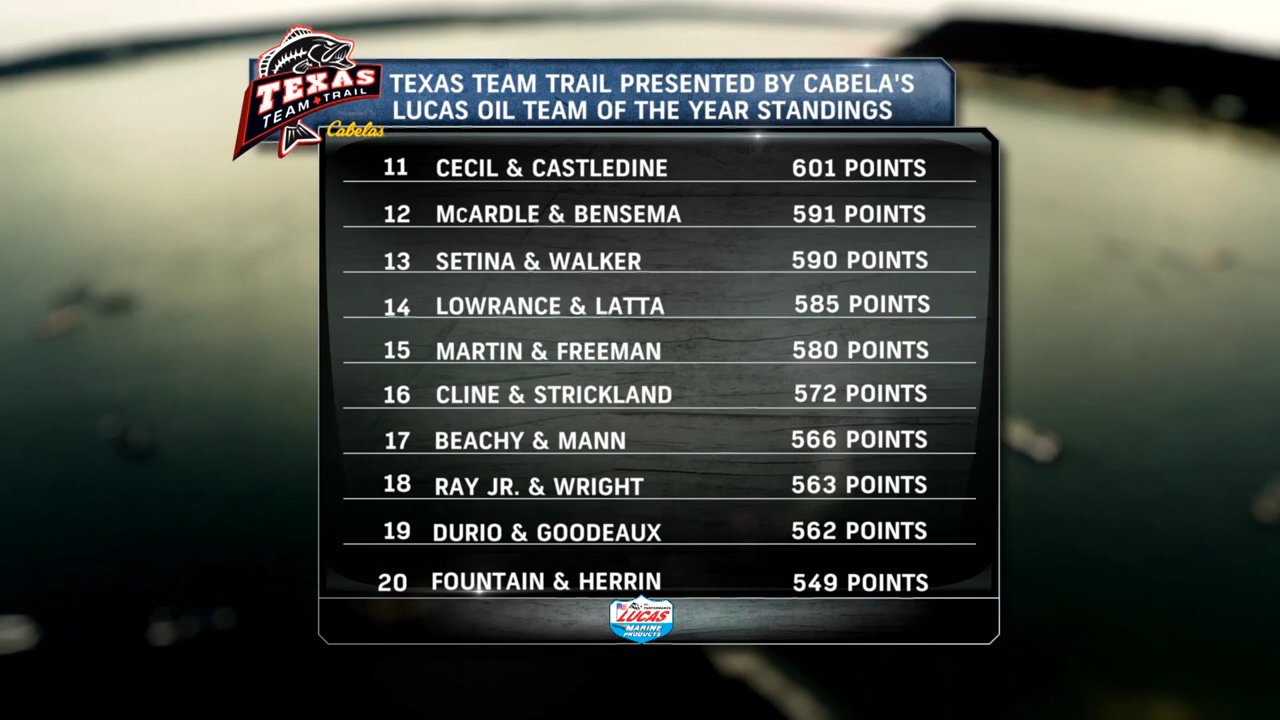 TEXAS
TEAM TRAIL
Cabela's
TEXAS TEAM TRAIL PRESENTED BY CABELA'S
LUCAS OIL TEAM OF THE YEAR STANDINGS
11 CECIL & CASTLEDINE 601 POINTS
12 McARDLE & BENSEMA 591 POINTS
13 SETINA & WALKER 590 POINTS
14 LOWRANCE & LATTA 585 POINTS
15 MARTIN & FREEMAN 580 POINTS
16 CLINE & STRICKLAND 572 POINTS
17 BEACHY & MANN 566 POINTS
18 RAY JR. & WRIGHT 563 POINTS
19 DURIO & GOODEAUX 562 POINTS
20 FOUNTAIN & HERRIN 549 POINTS
PERFORMANCE
LUCAS
MARINE
PRODUCTS